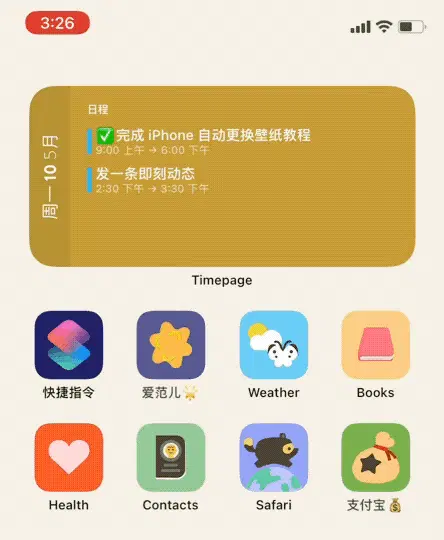 3:26
日程
周一 10 5月
✅完成 iPhone 自动更换壁纸教程
9:00 上午 → 6:00 下午
发一条即刻动态
2:30 下午 → 3:30 下午
Timepage
快捷指令
爱范儿🌟
Weather
Books
Health
Contacts
Safari
支付宝💰